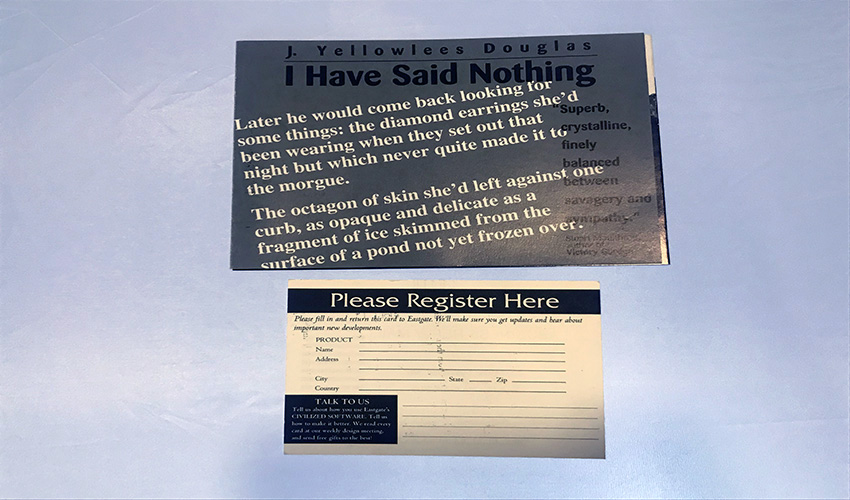 J. Yellowlees Douglas
I Have Said Nothing
Later he would come back looking for
some things: the diamond earrings she'd
been wearing when they set out that
night but which never quite made it to
the morgue.
The octagon of skin she'd left against one
curb, as opaque and delicate as a
fragment of ice skimmed from the
surface of a pond not yet frozen over.
"Superb,
crystalline,
finely
balanced
between
savagery and
sympathy."
Stuart
author of
Victory
Please Register Here
Please fill in and return this card to Eastgate. We'll make sure you get updates and hear about
important new developments.
PRODUCT
Name
Address
City State Zip
Country
TALK TO US
Tell us about how you use Eastgate's
CIVILIZED SOFTWARE. Tell us
how to make it better. We read every
card at our weekly design meeting,
and send free gifts to the best!